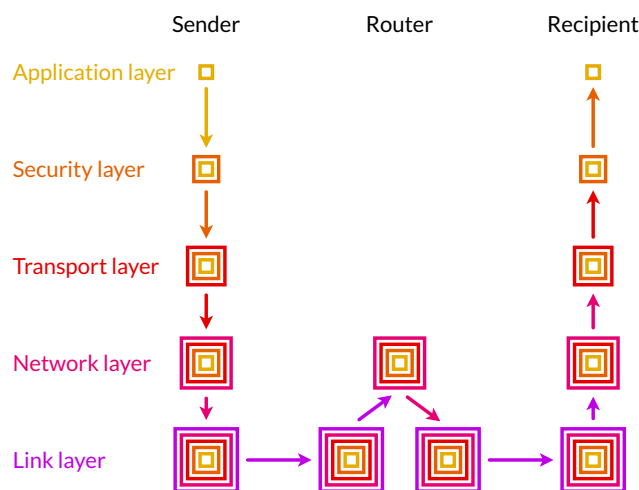 Sender Router Recipient
Application layer
Security layer
Transport layer
Network layer
Link layer